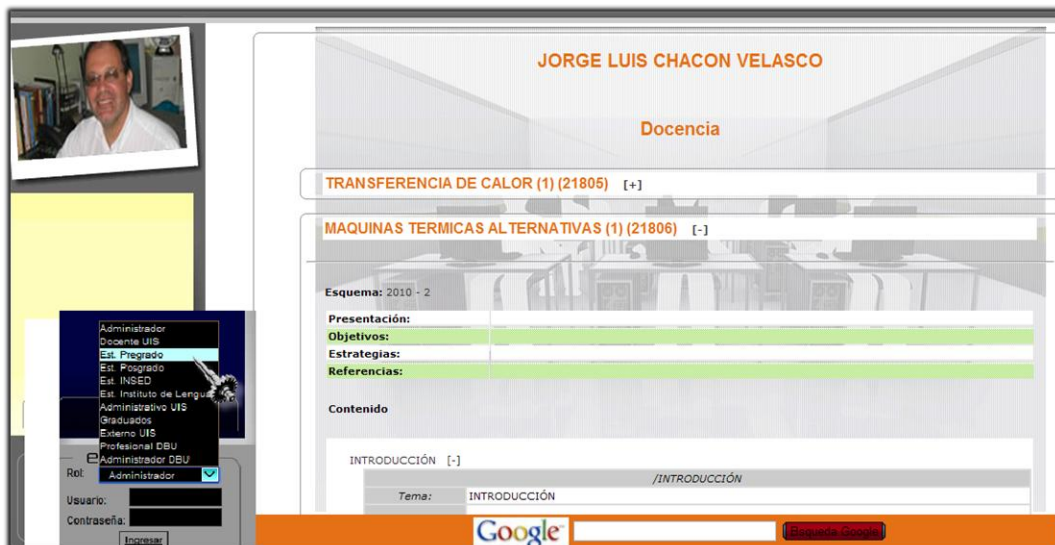 JORGE LUIS CHACON VELASCO
Docencia
TRANSFERENCIA DE CALOR (1) (21805) [+]
MAQUINAS TERMICAS ALTERNATIVAS (1) (21806) [-]
Esquema: 2010 - 2
Presentación:
Objetivos:
Estrategias:
Referencias:
Contenido
INTRODUCCIÓN [-]
/INTRODUCCIÓN
Tema: INTRODUCCIÓN
Administrador
Docente UIS
Est. Pregrado
Est. Posgrado
Est. INSED
Est. Instituto de Lengua
Administrativo UIS
Graduados
Externo UIS
Profesional DBU
Administrador DBU
Rol: Administrador
Usuario:
Contraseña:
Ingresar
Google
Busqueda Google